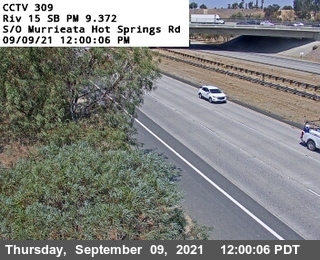 CCTV 309
Riv 15 SB PM 9.372
S/O Murrieata Hot Springs Rd
09/09/21 12:00:06 PM
Thursday, September 09, 2021 12:00:06 PDT